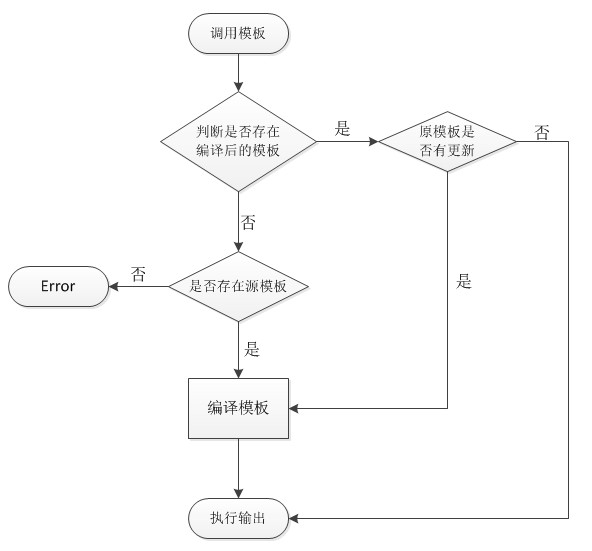 调用模板
判断是否存在
编译后的模板
是
原模板是
否有更新
否
否
是否存在源模板
否
Error
是
是
编译模板
执行输出